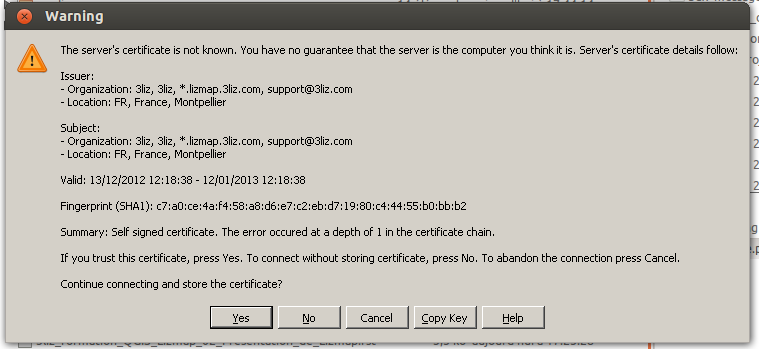 Warning
The server's certificate is not known. You have no guarantee that the server is the computer you think it is. Server's certificate details follow:
Issuer:
- Organization: 3liz, 3liz, *.lizmap.3liz.com, support@3liz.com
- Location: FR, France, Montpellier
Subject:
- Organization: 3liz, 3liz, *.lizmap.3liz.com, support@3liz.com
- Location: FR, France, Montpellier
Valid: 13/12/2012 12:18:38 - 12/01/2013 12:18:38
Fingerprint (SHA1): c7:a0:ce:4a:f4:58:a8:d6:e7:c2:eb:d7:19:80:c4:44:55:b0:bb:b2
Summary: Self signed certificate. The error occured at a depth of 1 in the certificate chain.
If you trust this certificate, press Yes. To connect without storing certificate, press No. To abandon the connection press Cancel.
Continue connecting and store the certificate?
Yes
No
Cancel
Copy Key
Help